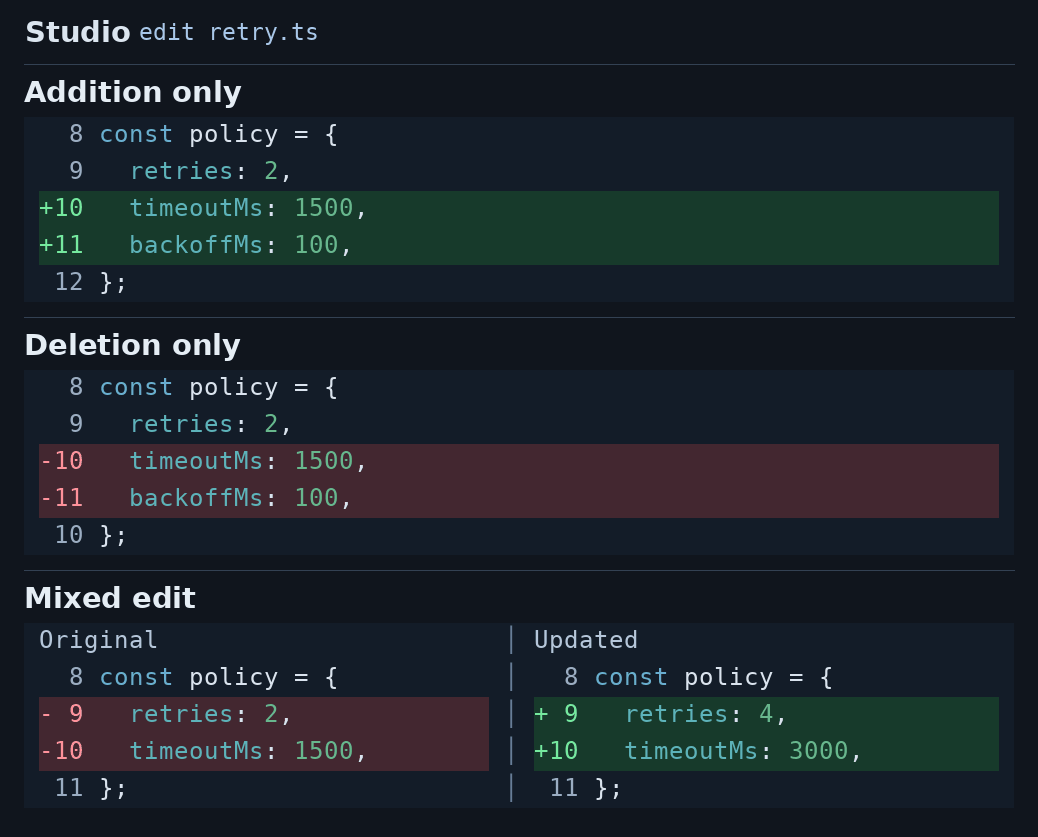 Studio edit retry.ts
Addition only
8 const policy = {
9   retries: 2,
+10   timeoutMs: 1500,
+11   backoffMs: 100,
12 };
Deletion only
8 const policy = {
9   retries: 2,
-10   timeoutMs: 1500,
-11   backoffMs: 100,
10 };
Mixed edit
Original │ Updated
8 const policy = { │ 8 const policy = {
- 9   retries: 2, │ + 9   retries: 4,
-10   timeoutMs: 1500, │ +10   timeoutMs: 3000,
11 }; │ 11 };